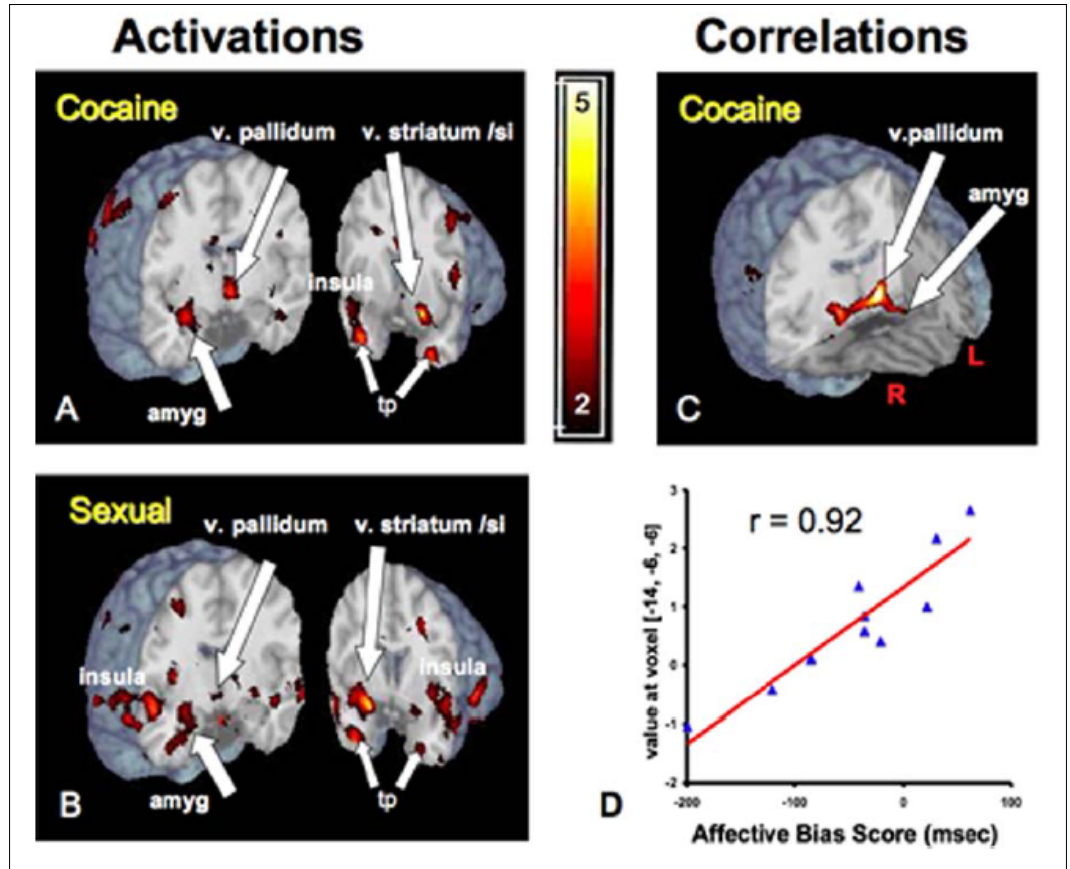 Activations
Correlations
Cocaine
v. pallidum
v. striatum /si
insula
amyg
tp
A
5
2
Cocaine
v.pallidum
amyg
L
R
C
Sexual
v. pallidum
v. striatum /si
insula
insula
amyg
tp
B
r = 0.92
value at voxel [-14, -6, -6]
3
2
1
0
-1
-2
-200
-100
0
100
D
Affective Bias Score (msec)